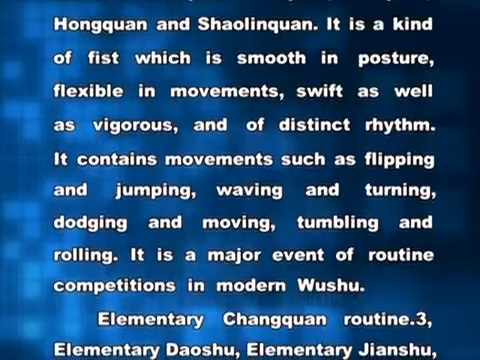 Hongquan and Shaolinquan. It is a kind
of fist which is smooth in posture,
flexible in movements, swift as well
as vigorous, and of distinct rhythm.
It contains movements such as flipping
and jumping, waving and turning,
dodging and moving, tumbling and
rolling. It is a major event of routine
competitions in modern Wushu.
Elementary Changquan routine.3,
Elementary Daoshu, Elementary Jianshu,